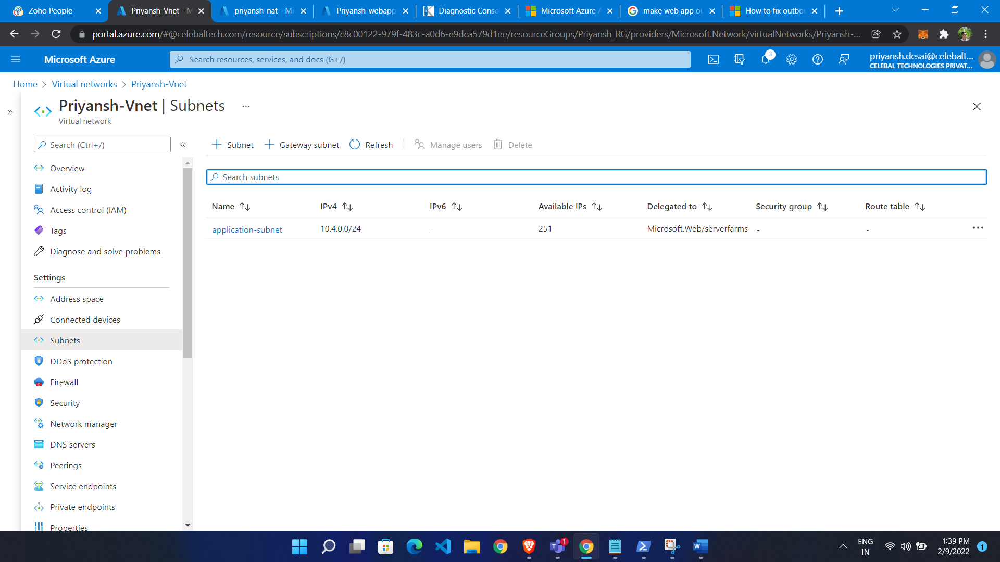 Zoho People
Priyansh-Vnet - M
priyansh-nat - Mi
Priyansh-webapp
Diagnostic Conso
Microsoft Azure A
make web app ou
How to fix outbou
portal.azure.com/#@celebaltech.com/resource/subscriptions/c8c00122-979f-483c-a0d6-e9dca579d1ee/resourceGroups/Priyansh_RG/providers/Microsoft.Network/virtualNetworks/Priyansh-...
Microsoft Azure
Search resources, services, and docs (G+/)
3
priyansh.desai@celebalt...
CELEBAL TECHNOLOGIES PRIVAT...
Home > Virtual networks > Priyansh-Vnet
Priyansh-Vnet | Subnets ...
Virtual network
Search (Ctrl+/)
Overview
Activity log
Access control (IAM)
Tags
Diagnose and solve problems
Settings
Address space
Connected devices
Subnets
DDoS protection
Firewall
Security
Network manager
DNS servers
Peerings
Service endpoints
Private endpoints
Properties
+ Subnet + Gateway subnet Refresh Manage users Delete
Search subnets
Name IPv4 IPv6 Available IPs Delegated to Security group Route table
application-subnet 10.4.0.0/24 - 251 Microsoft.Web/serverfarms - - ...
1
ENG
IN
1:39 PM
2/9/2022
1